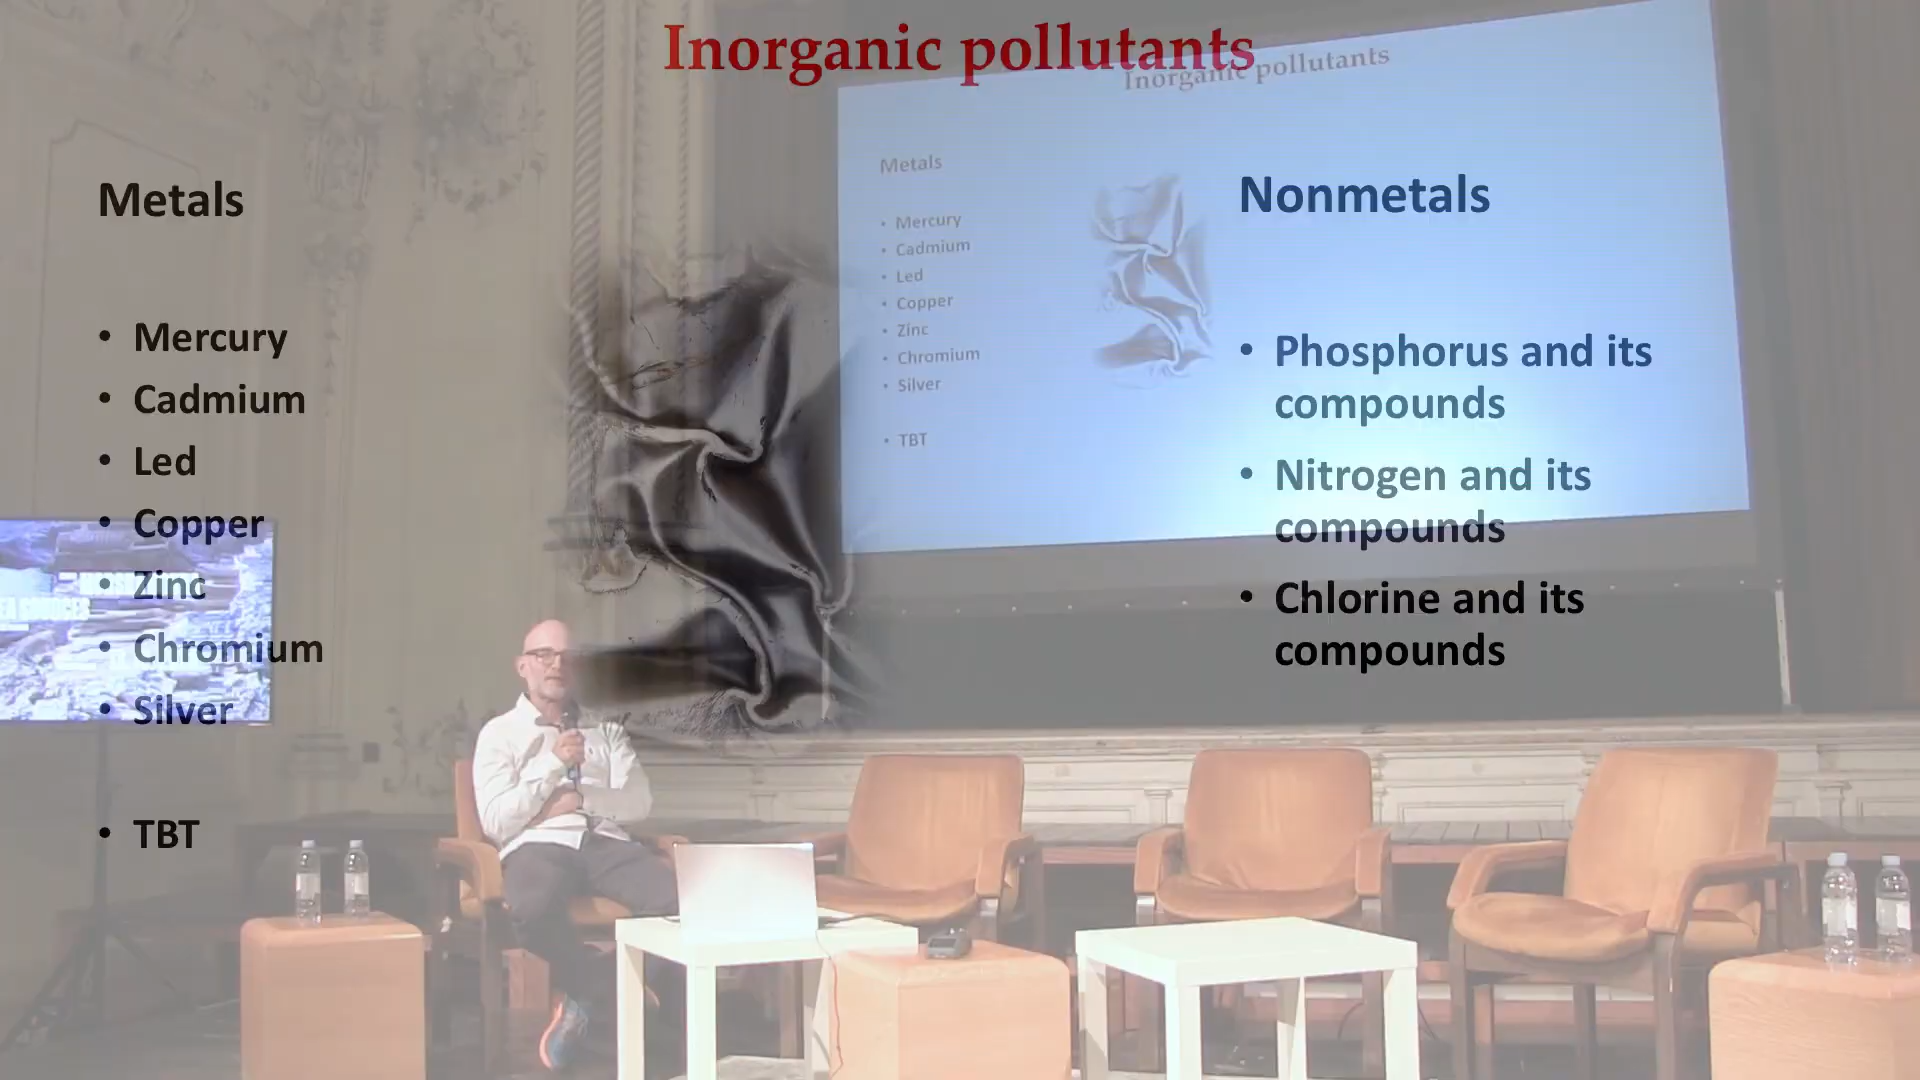 Inorganic pollutants
Metals
• Mercury
• Cadmium
• Led
• Copper
• Zinc
• Chromium
• Silver
• TBT
Nonmetals
• Phosphorus and its
compounds
• Nitrogen and its
compounds
• Chlorine and its
compounds
Inorganic pollutants
Metals
• Mercury
• Cadmium
• Led
• Copper
• Zinc
• Chromium
• Silver
• TBT